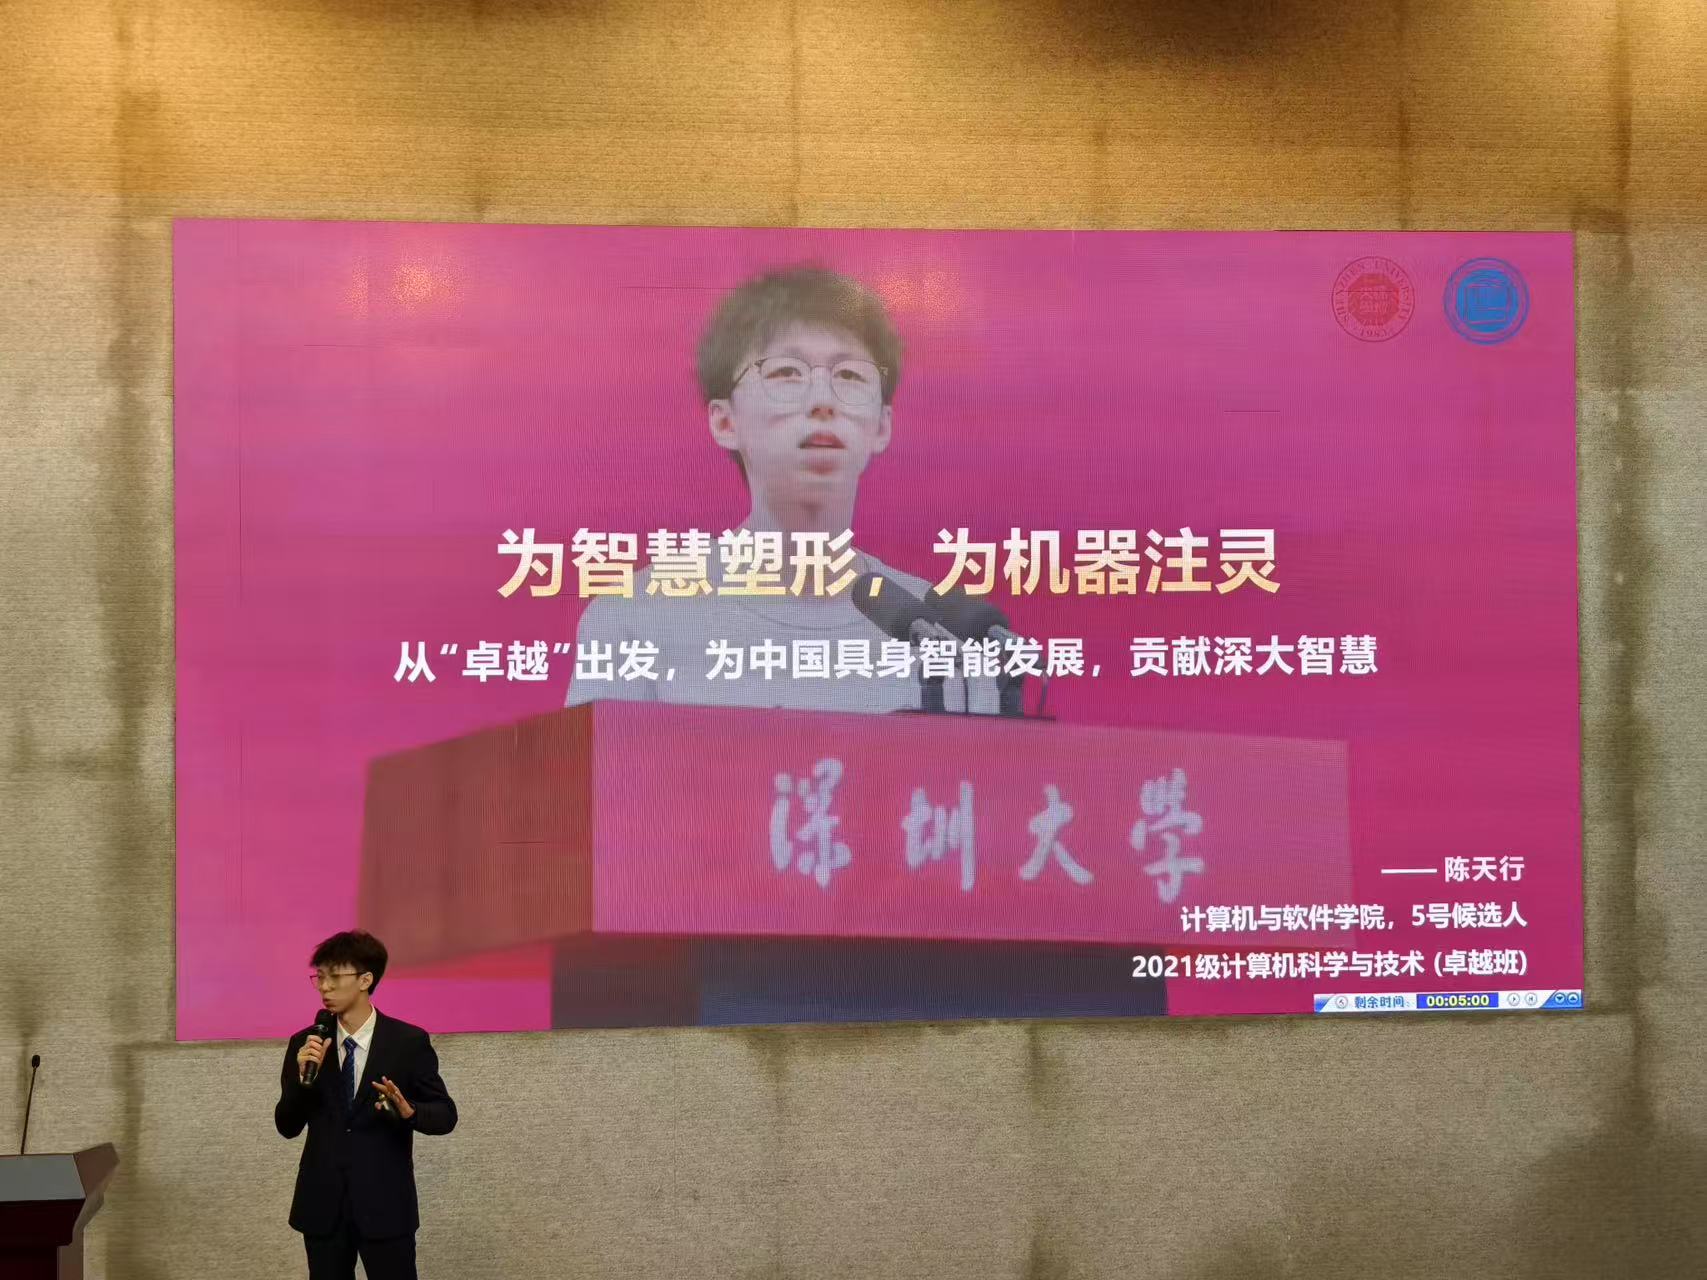 SHENZHEN UNIVERSITY
1983
为智慧塑形，为机器注灵
从“卓越”出发，为中国具身智能发展，贡献深大智慧
深圳大学
—— 陈天行
计算机与软件学院，5号候选人
2021级计算机科学与技术 (卓越班)
剩余时间: 00:05:00